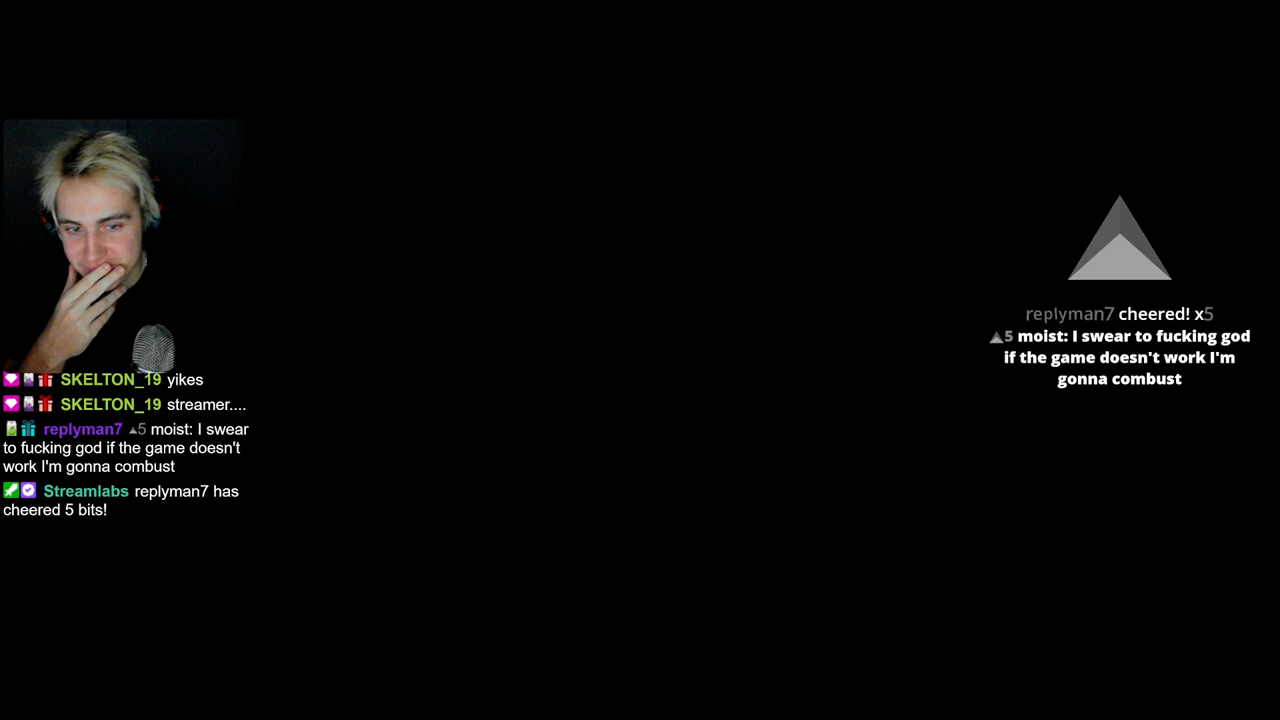 SKELTON_19 yikes
SKELTON_19 streamer....
replyman7 5 moist: I swear
to fucking god if the game doesn't
work I'm gonna combust
Streamlabs replyman7 has
cheered 5 bits!
replyman7 cheered! x5
5 moist: I swear to fucking god
if the game doesn't work I'm
gonna combust